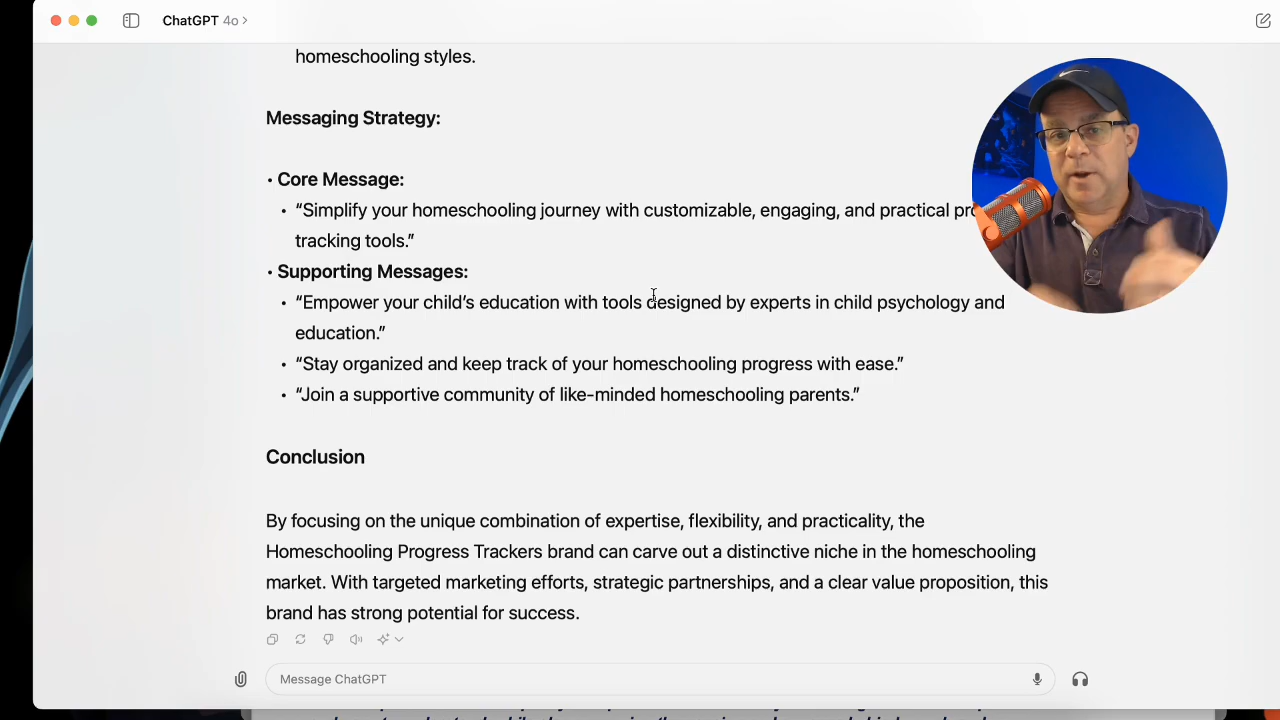 ChatGPT 4o >
homeschooling styles.
Messaging Strategy:
• Core Message:
• “Simplify your homeschooling journey with customizable, engaging, and practical
tracking tools.”
• Supporting Messages:
• “Empower your child’s education with tools designed by experts in child psychology and
education.”
• “Stay organized and keep track of your homeschooling progress with ease.”
• “Join a supportive community of like-minded homeschooling parents.”
Conclusion
By focusing on the unique combination of expertise, flexibility, and practicality, the
Homeschooling Progress Trackers brand can carve out a distinctive niche in the homeschooling
market. With targeted marketing efforts, strategic partnerships, and a clear value proposition, this
brand has strong potential for success.
Message ChatGPT